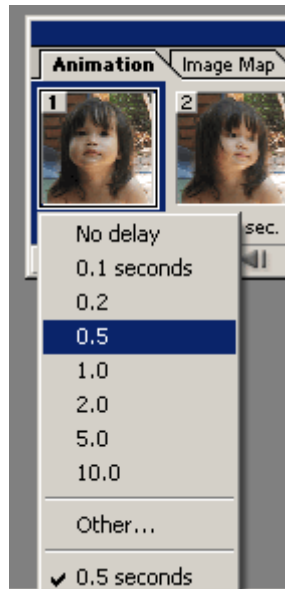 Animation Image Map
1 2
sec.
No delay
0.1 seconds
0.2
0.5
1.0
2.0
5.0
10.0
Other...
✔ 0.5 seconds